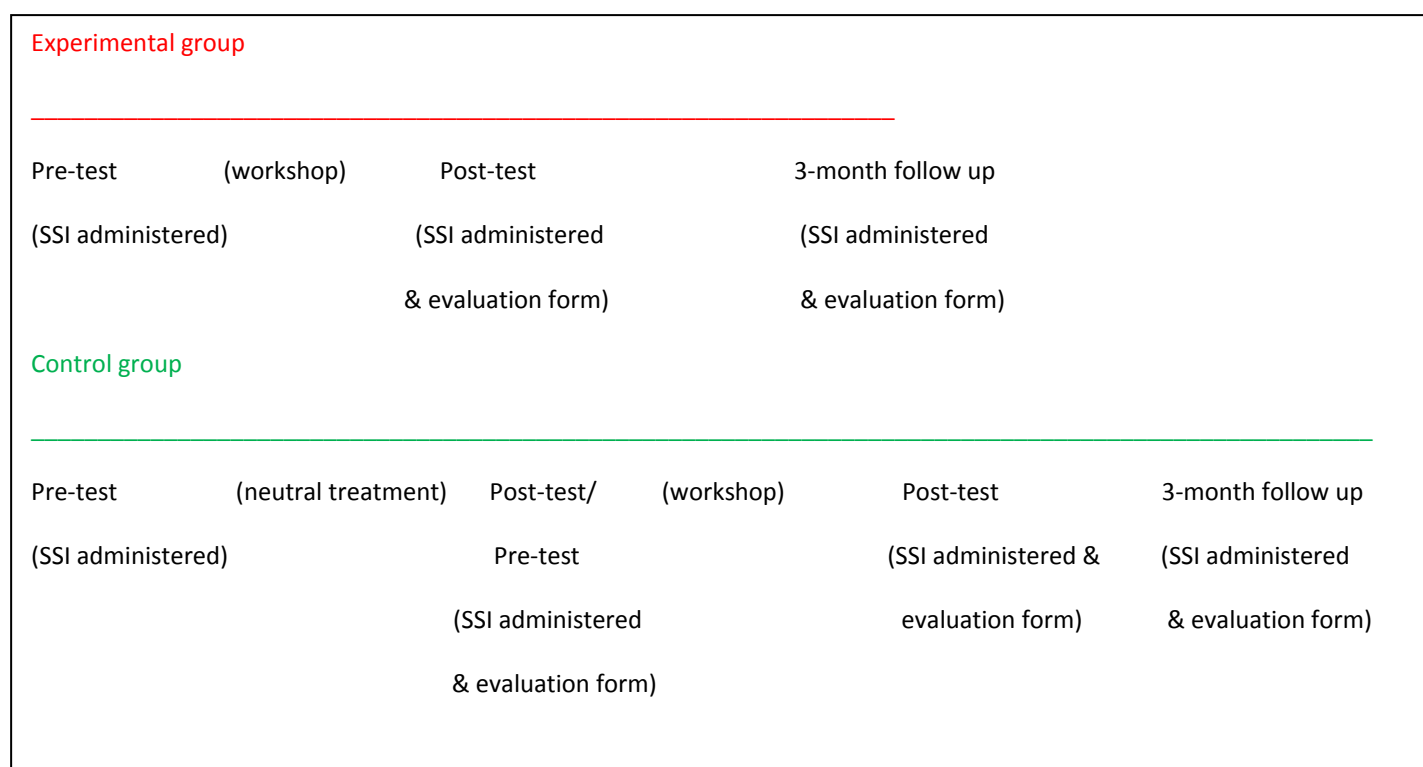 Experimental group
Pre-test (workshop) Post-test 3-month follow up
(SSI administered) (SSI administered (SSI administered
& evaluation form) & evaluation form)
Control group
Pre-test (neutral treatment) Post-test/ (workshop) Post-test 3-month follow up
(SSI administered) Pre-test (SSI administered & (SSI administered
(SSI administered evaluation form) & evaluation form)
& evaluation form)